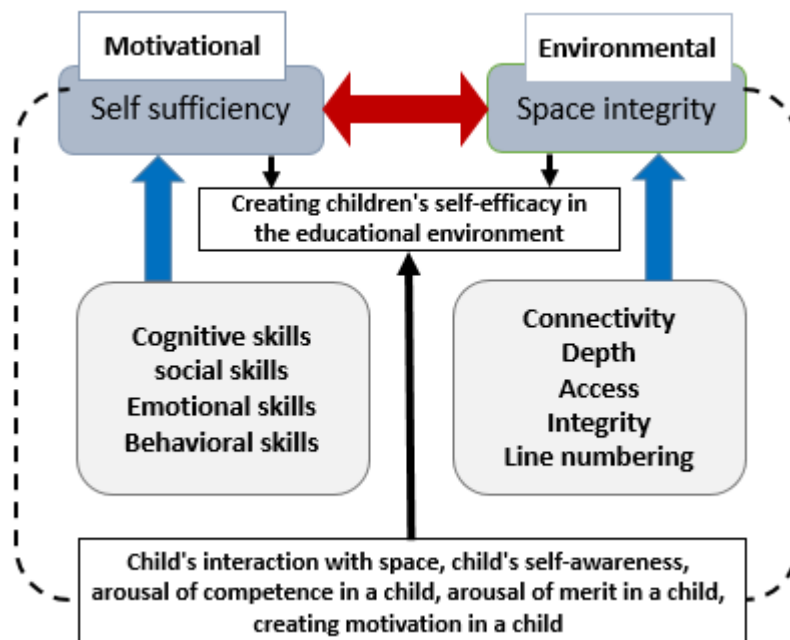 Motivational
Self sufficiency
Environmental
Space integrity
Creating children's self-efficacy in
the educational environment
Cognitive skills
social skills
Emotional skills
Behavioral skills
Connectivity
Depth
Access
Integrity
Line numbering
Child's interaction with space, child's self-awareness,
arousal of competence in a child, arousal of merit in a child,
creating motivation in a child